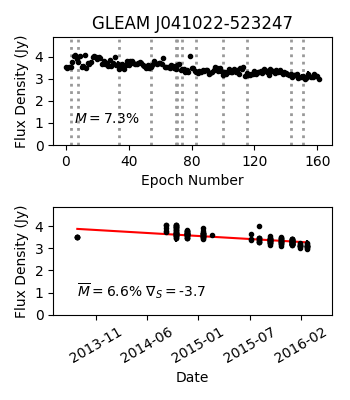 GLEAM J041022-523247
Flux Density (Jy)
4
3
2
1
0
M = 7.3%
0 40 80 120 160
Epoch Number
Flux Density (Jy)
4
3
2
1
0
M̅ = 6.6% ∇S = -3.7
2013-11 2014-06 2015-01 2015-07 2016-02
Date